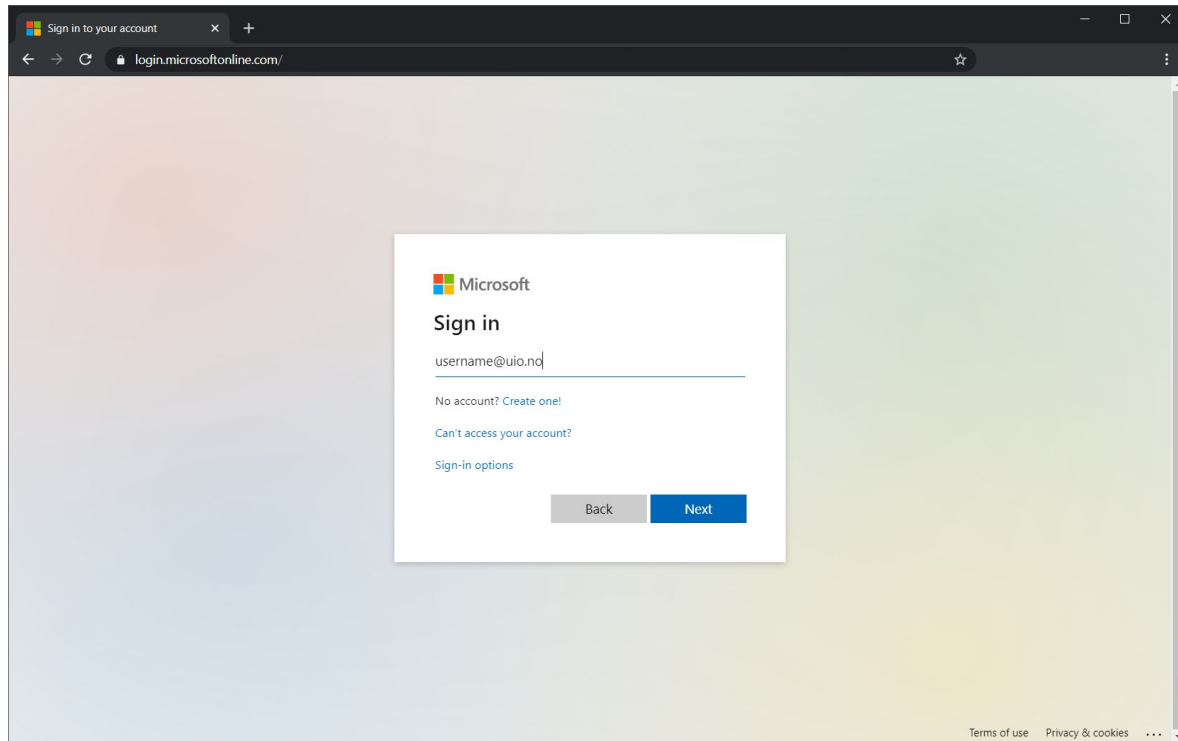 Sign in to your account
login.microsoftonline.com/
Microsoft
Sign in
username@uio.no
No account? Create one!
Can't access your account?
Sign-in options
Back Next
Terms of use Privacy & cookies ...